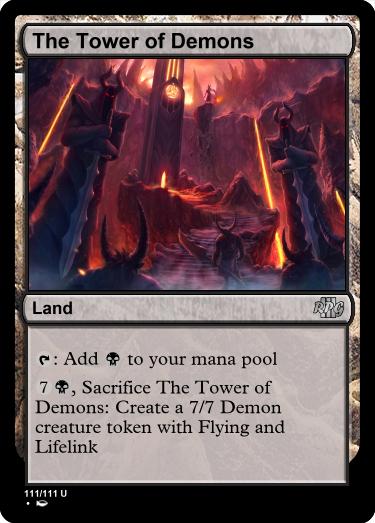 The Tower of Demons
Land
RPG
: Add to your mana pool
7 , Sacrifice The Tower of
Demons: Create a 7/7 Demon
creature token with Flying and
Lifelink
111/111 U